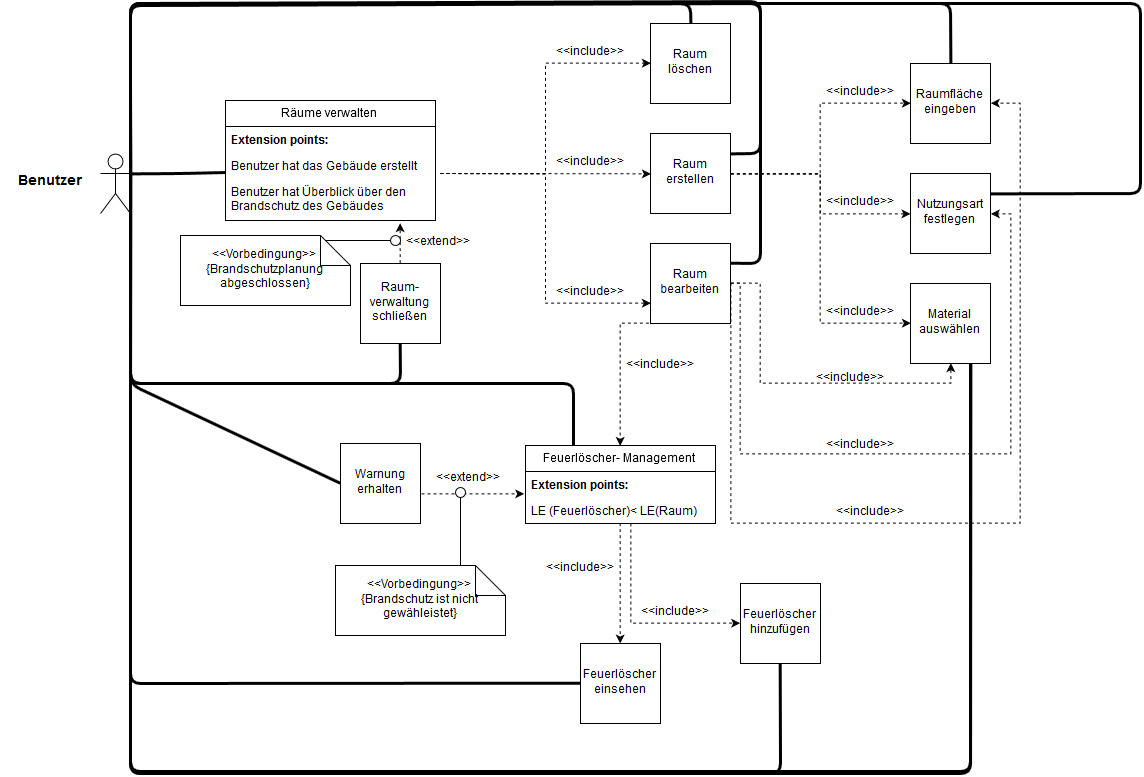 <<include>>
Raum
löschen
<<include>>
Raumfläche
eingeben
Räume verwalten
Extension points:
Benutzer hat das Gebäude erstellt
Benutzer hat Überblick über den
Brandschutz des Gebäudes
<<include>>
Raum
erstellen
Benutzer
<<include>>
Nutzungsart
festlegen
<<extend>>
<<Vorbedingung>>
{Brandschutzplanung
abgeschlossen}
Raum-
verwaltung
schließen
<<include>>
Raum
bearbeiten
<<include>>
Material
auswählen
<<include>>
<<include>>
<<include>>
<<include>>
Feuerlöscher- Management
Extension points:
LE (Feuerlöscher)< LE(Raum)
Warnung
erhalten
<<extend>>
<<Vorbedingung>>
{Brandschutz ist nicht
gewähleistet}
<<include>>
<<include>>
Feuerlöscher
hinzufügen
Feuerlöscher
einsehen